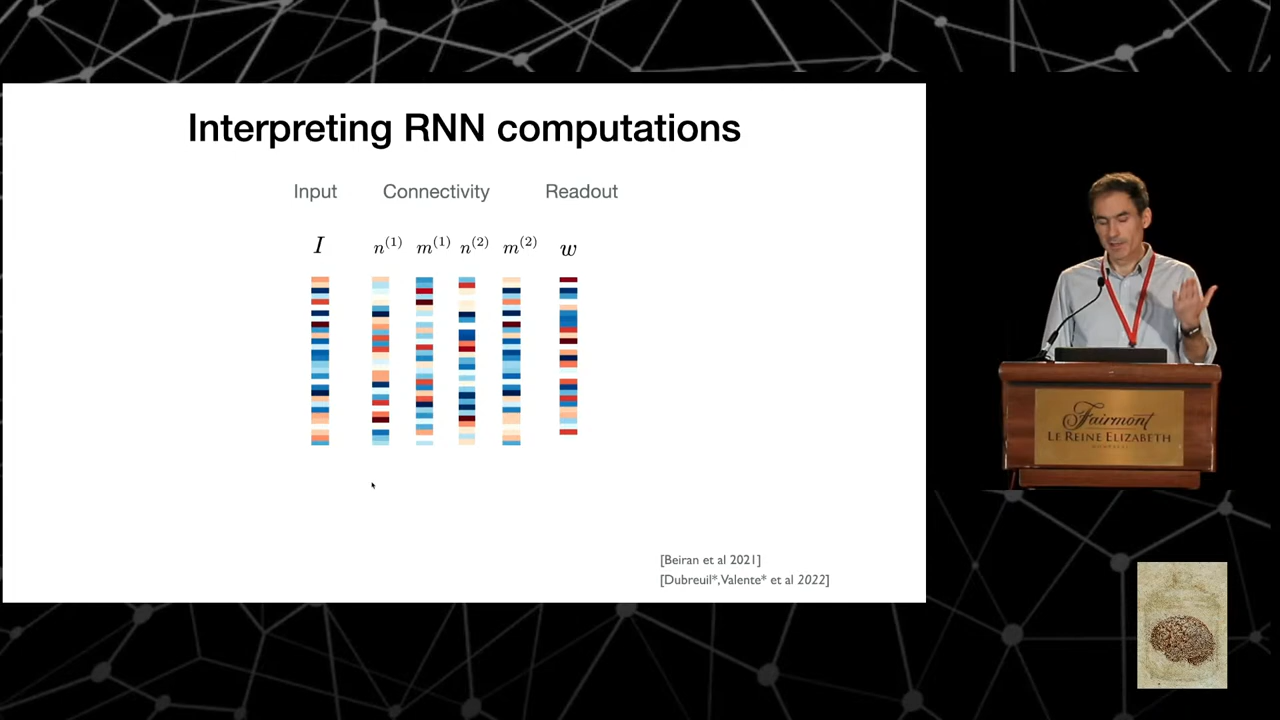 Interpreting RNN computations
Input Connectivity Readout
I n(1) m(1) n(2) m(2) w
[Beiran et al 2021]
[Dubreuil*,Valente* et al 2022]
Fairmont
LE REINE ELIZABETH